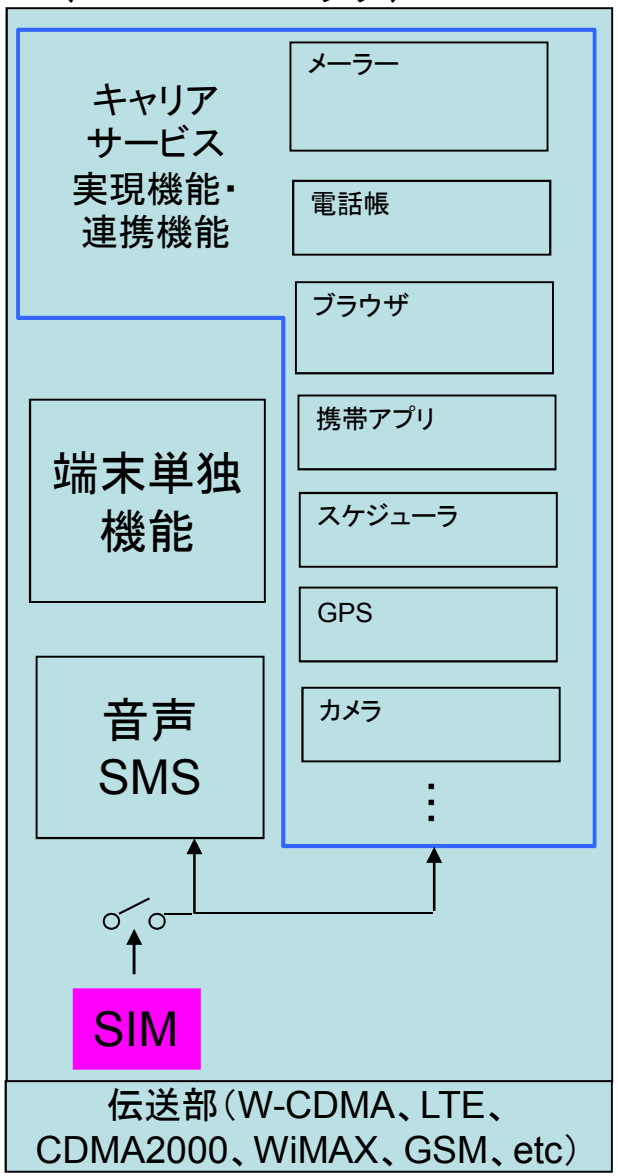 キャリア
サービス
実現機能・
連携機能
メーラー
電話帳
ブラウザ
携帯アプリ
スケジューラ
GPS
カメラ
⋮
端末単独
機能
音声
SMS
SIM
伝送部（W-CDMA、LTE、
CDMA2000、WiMAX、GSM、etc）